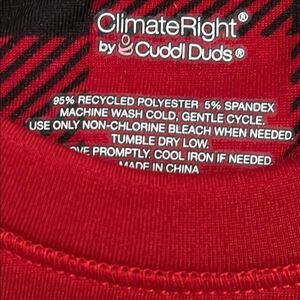 ClimateRight®
by Cuddl Duds®
95% RECYCLED POLYESTER 5% SPANDEX
MACHINE WASH COLD, GENTLE CYCLE.
USE ONLY NON-CHLORINE BLEACH WHEN NEEDED.
TUMBLE DRY LOW.
PROMPTLY. COOL IRON IF NEEDED
MADE IN CHINA